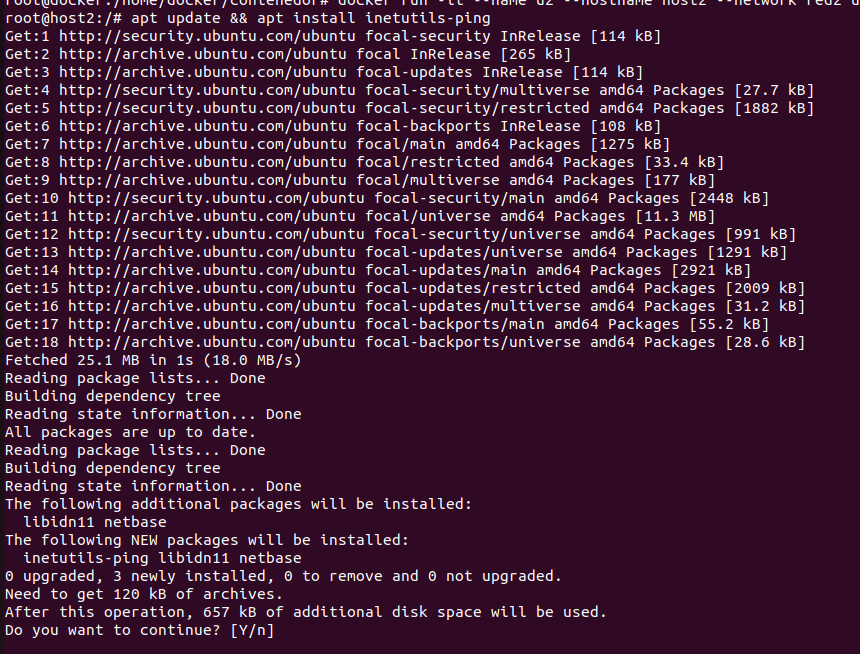 root@docker:/home/docker/contenedor# docker run -it --name u2 --hostname host2 --network red2 u
root@host2:/# apt update && apt install inetutils-ping
Get:1 http://security.ubuntu.com/ubuntu focal-security InRelease [114 kB]
Get:2 http://archive.ubuntu.com/ubuntu focal InRelease [265 kB]
Get:3 http://archive.ubuntu.com/ubuntu focal-updates InRelease [114 kB]
Get:4 http://security.ubuntu.com/ubuntu focal-security/multiverse amd64 Packages [27.7 kB]
Get:5 http://security.ubuntu.com/ubuntu focal-security/restricted amd64 Packages [1882 kB]
Get:6 http://archive.ubuntu.com/ubuntu focal-backports InRelease [108 kB]
Get:7 http://archive.ubuntu.com/ubuntu focal/main amd64 Packages [1275 kB]
Get:8 http://archive.ubuntu.com/ubuntu focal/restricted amd64 Packages [33.4 kB]
Get:9 http://archive.ubuntu.com/ubuntu focal/multiverse amd64 Packages [177 kB]
Get:10 http://security.ubuntu.com/ubuntu focal-security/main amd64 Packages [2448 kB]
Get:11 http://archive.ubuntu.com/ubuntu focal/universe amd64 Packages [11.3 MB]
Get:12 http://security.ubuntu.com/ubuntu focal-security/universe amd64 Packages [991 kB]
Get:13 http://archive.ubuntu.com/ubuntu focal-updates/universe amd64 Packages [1291 kB]
Get:14 http://archive.ubuntu.com/ubuntu focal-updates/main amd64 Packages [2921 kB]
Get:15 http://archive.ubuntu.com/ubuntu focal-updates/restricted amd64 Packages [2009 kB]
Get:16 http://archive.ubuntu.com/ubuntu focal-updates/multiverse amd64 Packages [31.2 kB]
Get:17 http://archive.ubuntu.com/ubuntu focal-backports/main amd64 Packages [55.2 kB]
Get:18 http://archive.ubuntu.com/ubuntu focal-backports/universe amd64 Packages [28.6 kB]
Fetched 25.1 MB in 1s (18.0 MB/s)
Reading package lists... Done
Building dependency tree
Reading state information... Done
All packages are up to date.
Reading package lists... Done
Building dependency tree
Reading state information... Done
The following additional packages will be installed:
  libidn11 netbase
The following NEW packages will be installed:
  inetutils-ping libidn11 netbase
0 upgraded, 3 newly installed, 0 to remove and 0 not upgraded.
Need to get 120 kB of archives.
After this operation, 657 kB of additional disk space will be used.
Do you want to continue? [Y/n]